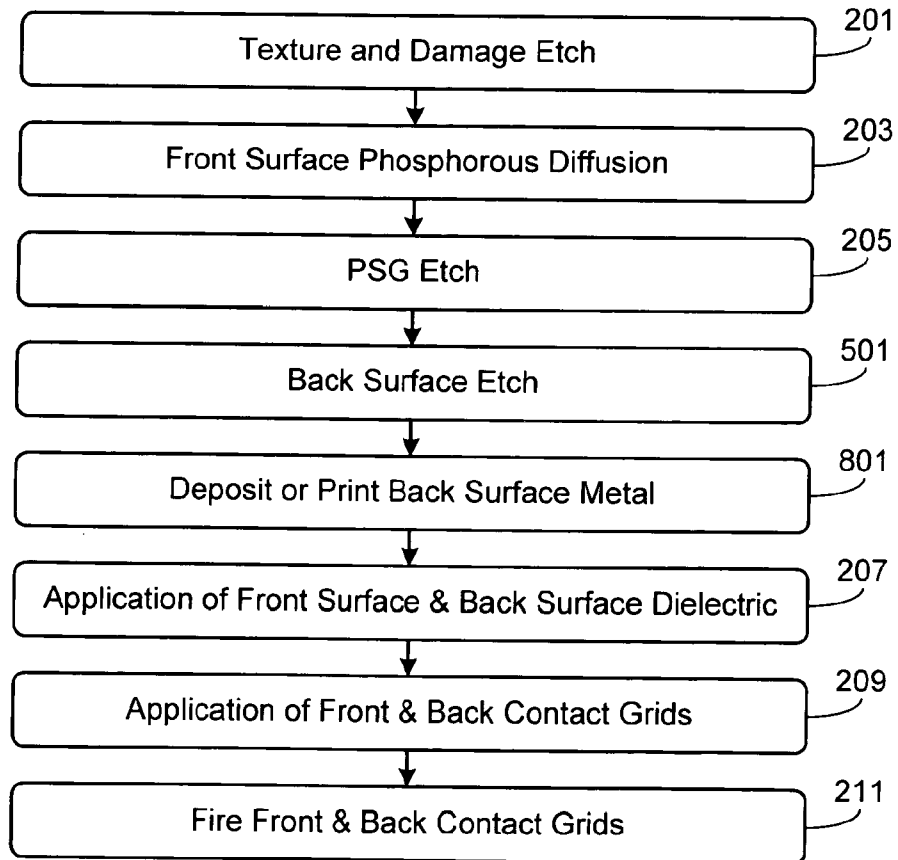 201
Texture and Damage Etch
203
Front Surface Phosphorous Diffusion
205
PSG Etch
501
Back Surface Etch
801
Deposit or Print Back Surface Metal
207
Application of Front Surface & Back Surface Dielectric
209
Application of Front & Back Contact Grids
211
Fire Front & Back Contact Grids